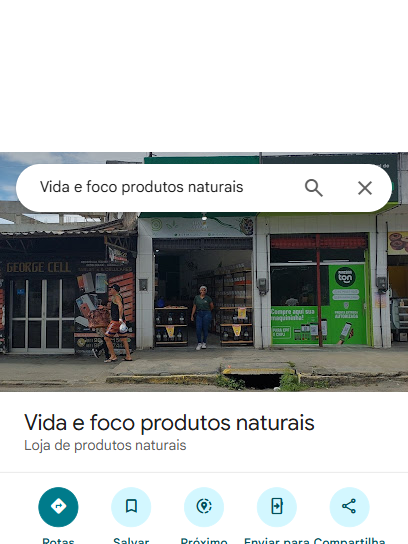 Vida e foco produtos naturais
GEORGE CELL
ton
Compre aqui sua
maquininha!
Vida e foco produtos naturais
Loja de produtos naturais
Rotas
Salvar
Próximo
Enviar para
Compartilha